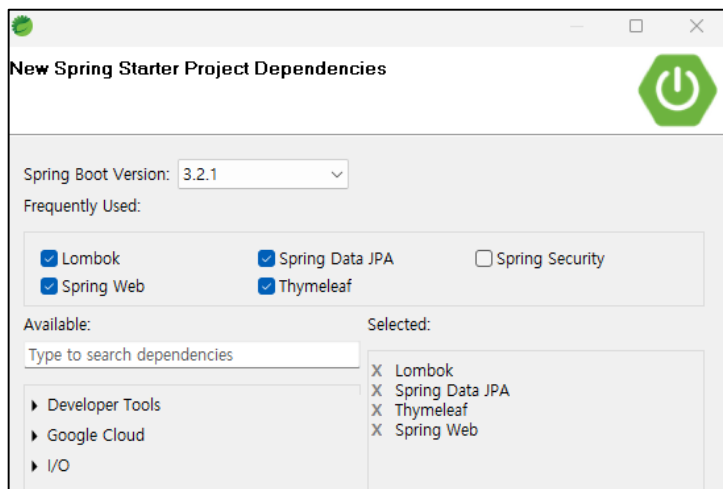 New Spring Starter Project Dependencies
Spring Boot Version: 3.2.1
Frequently Used:
Lombok Spring Data JPA Spring Security
Spring Web Thymeleaf
Available: Selected:
Type to search dependencies
X Lombok
X Spring Data JPA
X Thymeleaf
X Spring Web
Developer Tools
Google Cloud
I/O